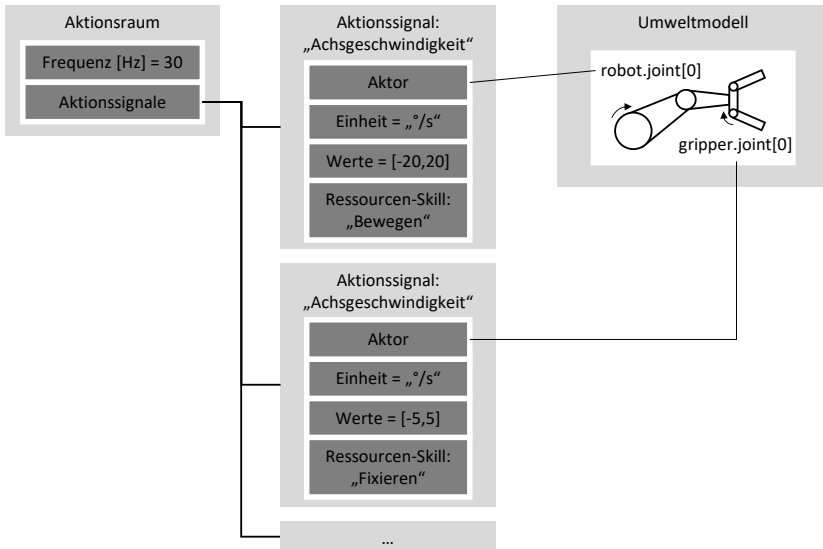 Aktionsraum
Frequenz [Hz] = 30
Aktionssignale
Aktionssignal:
„Achsgeschwindigkeit“
Aktor
Einheit = „°/s“
Werte = [-20,20]
Ressourcen-Skill:
„Bewegen“
Aktionssignal:
„Achsgeschwindigkeit“
Aktor
Einheit = „°/s“
Werte = [-5,5]
Ressourcen-Skill:
„Fixieren“
...
Umweltmodell
robot.joint[0]
gripper.joint[0]